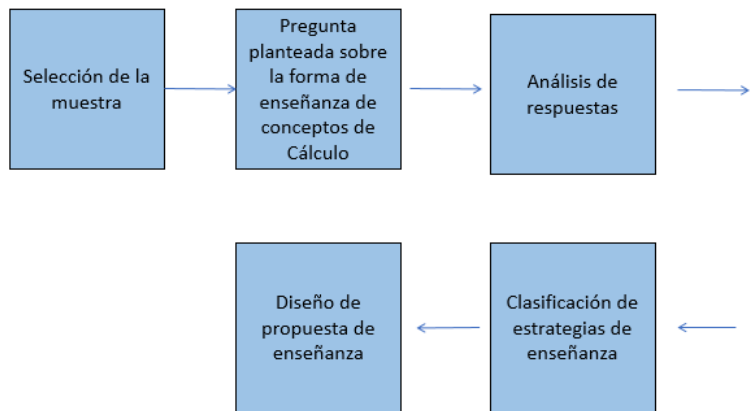 Selección de la
muestra
Pregunta
planteada sobre
la forma de
enseñanza de
conceptos de
Cálculo
Análisis de
respuestas
Diseño de
propuesta de
enseñanza
Clasificación de
estrategias de
enseñanza